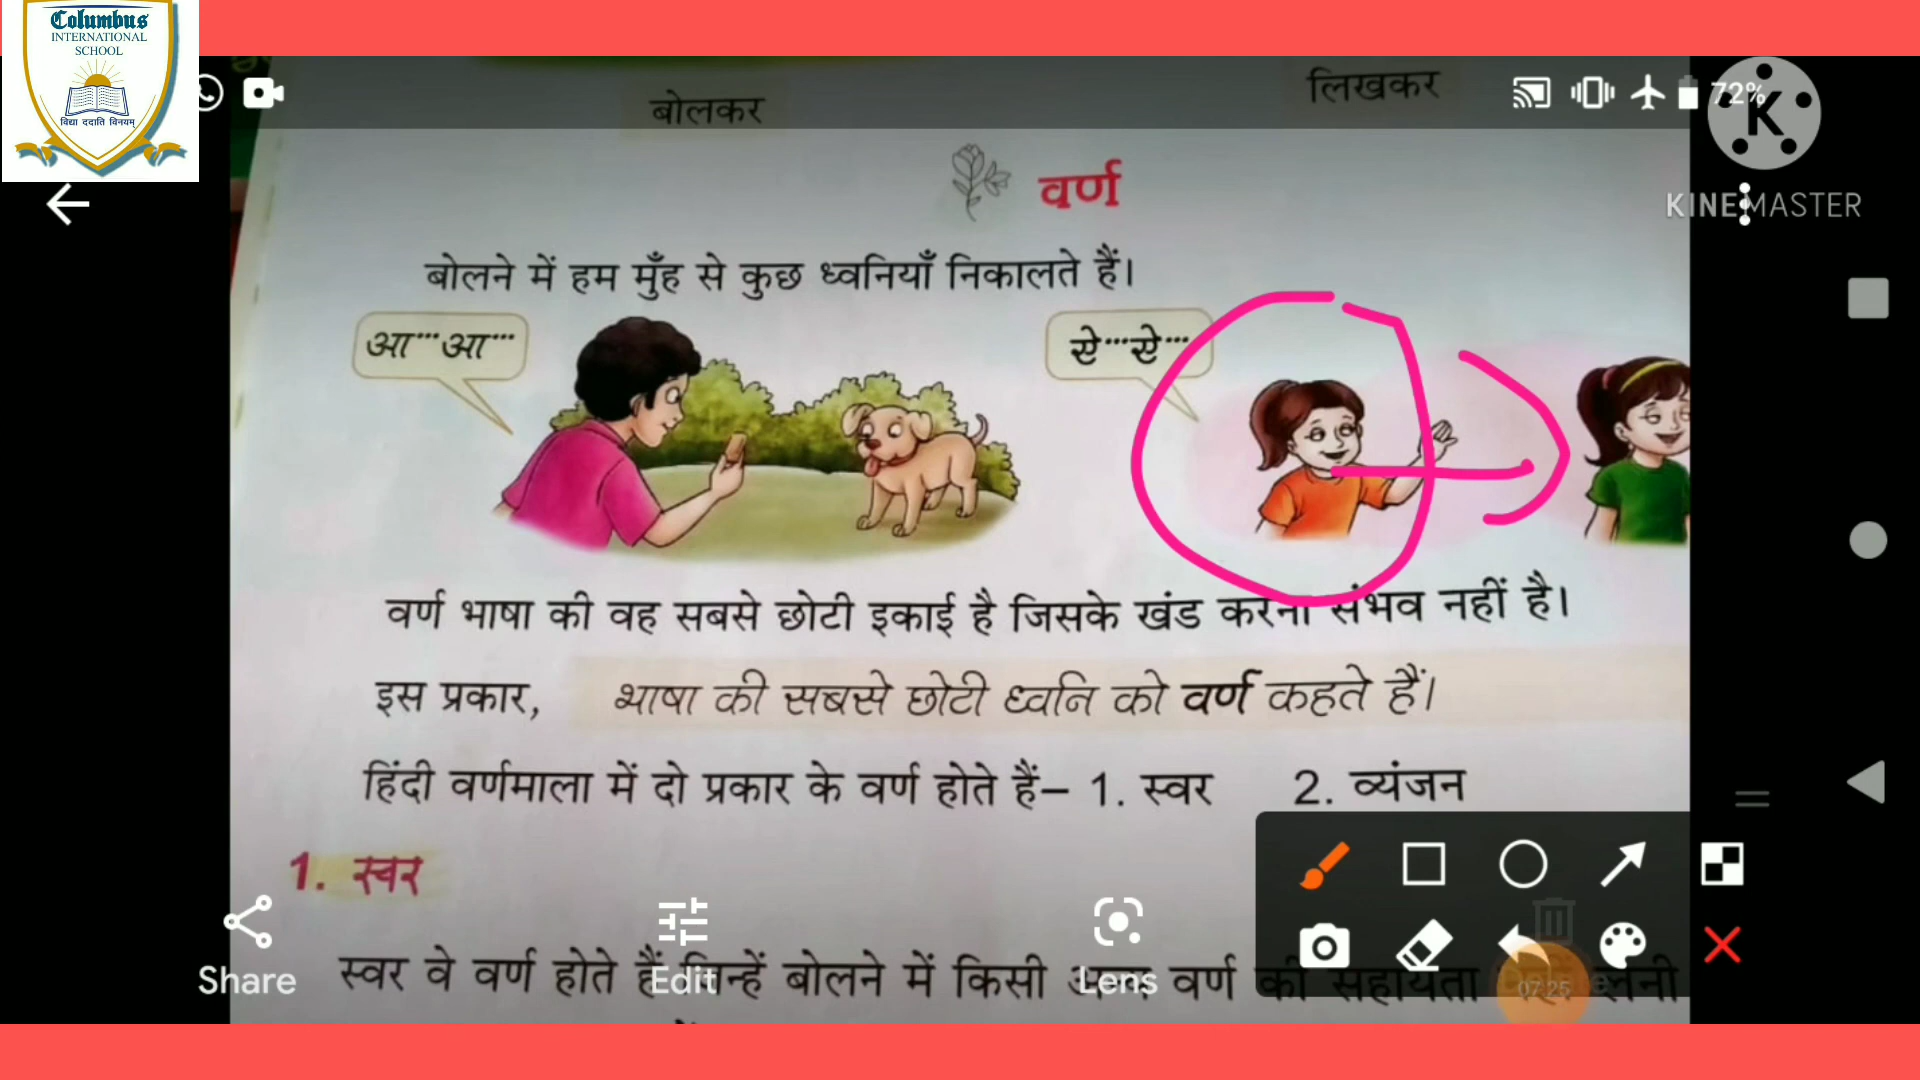 Columbus
INTERNATIONAL
SCHOOL
विद्या ददाति विनयम्
बोलकर
लिखकर
72%
K
KINEMASTER
वर्ण
बोलने में हम मुँह से कुछ ध्वनियाँ निकालते हैं।
आ...आ...
ऐ...ऐ...
वर्ण भाषा की वह सबसे छोटी इकाई है जिसके खंड करना संभव नहीं है।
इस प्रकार, भाषा की सबसे छोटी ध्वनि को वर्ण कहते हैं।
हिंदी वर्णमाला में दो प्रकार के वर्ण होते हैं– 1. स्वर 2. व्यंजन
1. स्वर
स्वर वे वर्ण होते हैं जिन्हें बोलने में किसी वर्ण की सहायता
Share
Edit
Lens
07:25